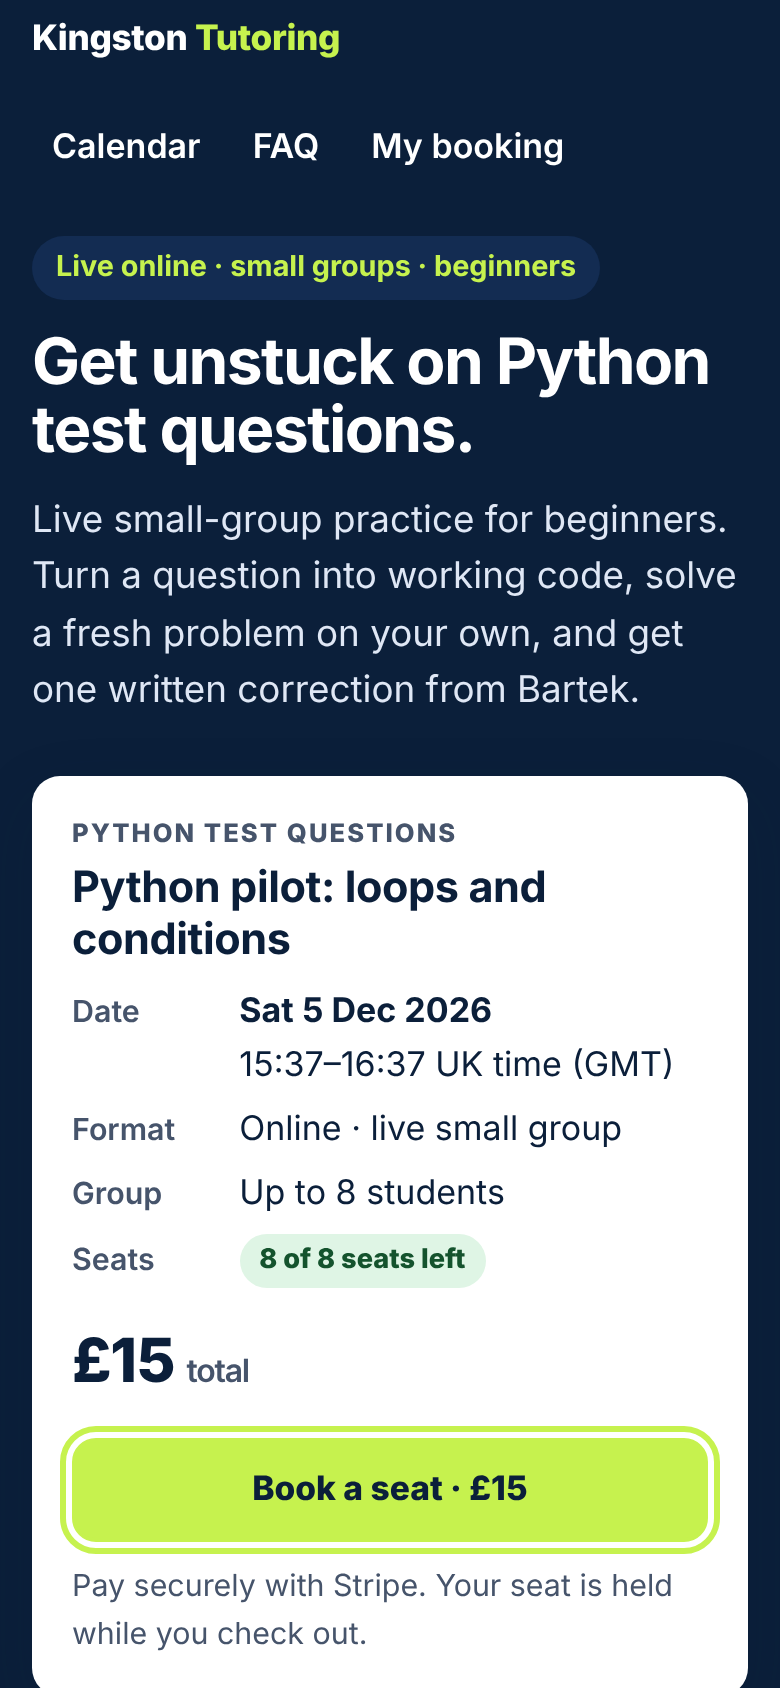 Kingston Tutoring
Calendar FAQ My booking
Live online · small groups · beginners
Get unstuck on Python
test questions.
Live small-group practice for beginners.
Turn a question into working code, solve
a fresh problem on your own, and get
one written correction from Bartek.
PYTHON TEST QUESTIONS
Python pilot: loops and
conditions
Date Sat 5 Dec 2026
15:37–16:37 UK time (GMT)
Format Online · live small group
Group Up to 8 students
Seats 8 of 8 seats left
£15 total
Book a seat · £15
Pay securely with Stripe. Your seat is held
while you check out.